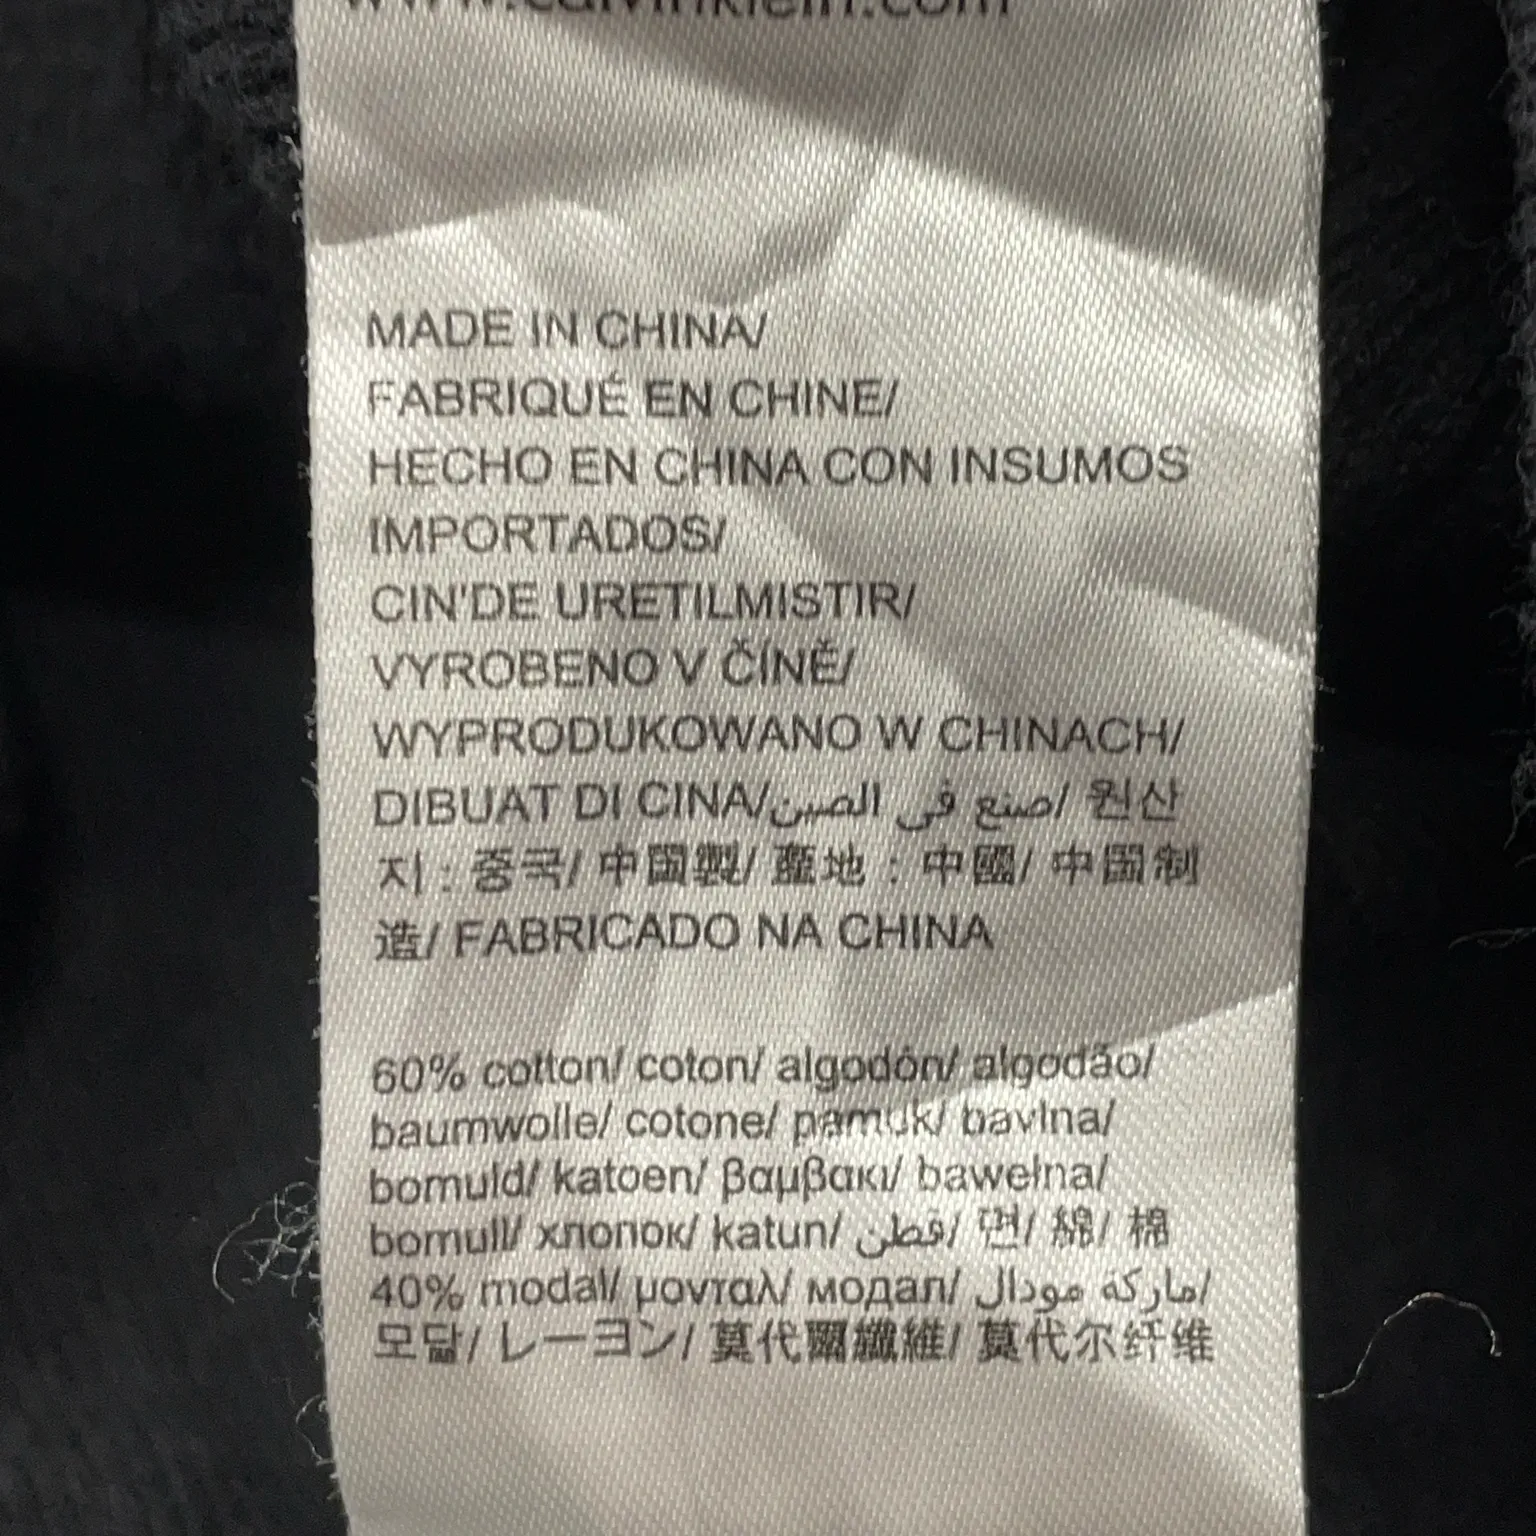 www.calvinklein.com
MADE IN CHINA/
FABRIQUÉ EN CHINE/
HECHO EN CHINA CON INSUMOS
IMPORTADOS/
CIN'DE URETILMISTIR/
VYROBENO V ČÍNĚ/
WYPRODUKOWANO W CHINACH/
DIBUAT DI CINA/صنع في الصين/ 원산
지 : 중국/ 中国製/ 産地 : 中國/ 中国制
造/ FABRICADO NA CHINA
60% cotton/ coton/ algodón/ algodão/
baumwolle/ cotone/ pamuk/ bavlna/
bomuld/ katoen/ βαμβακι/ bawełna/
bomull/ хлопок/ katun/ قطن/ 면/ 綿/ 棉
40% modal/ μονταλ/ модал/ ماركة مودال/
모달/ レーヨン/ 莫代爾纖維/ 莫代尔纤维